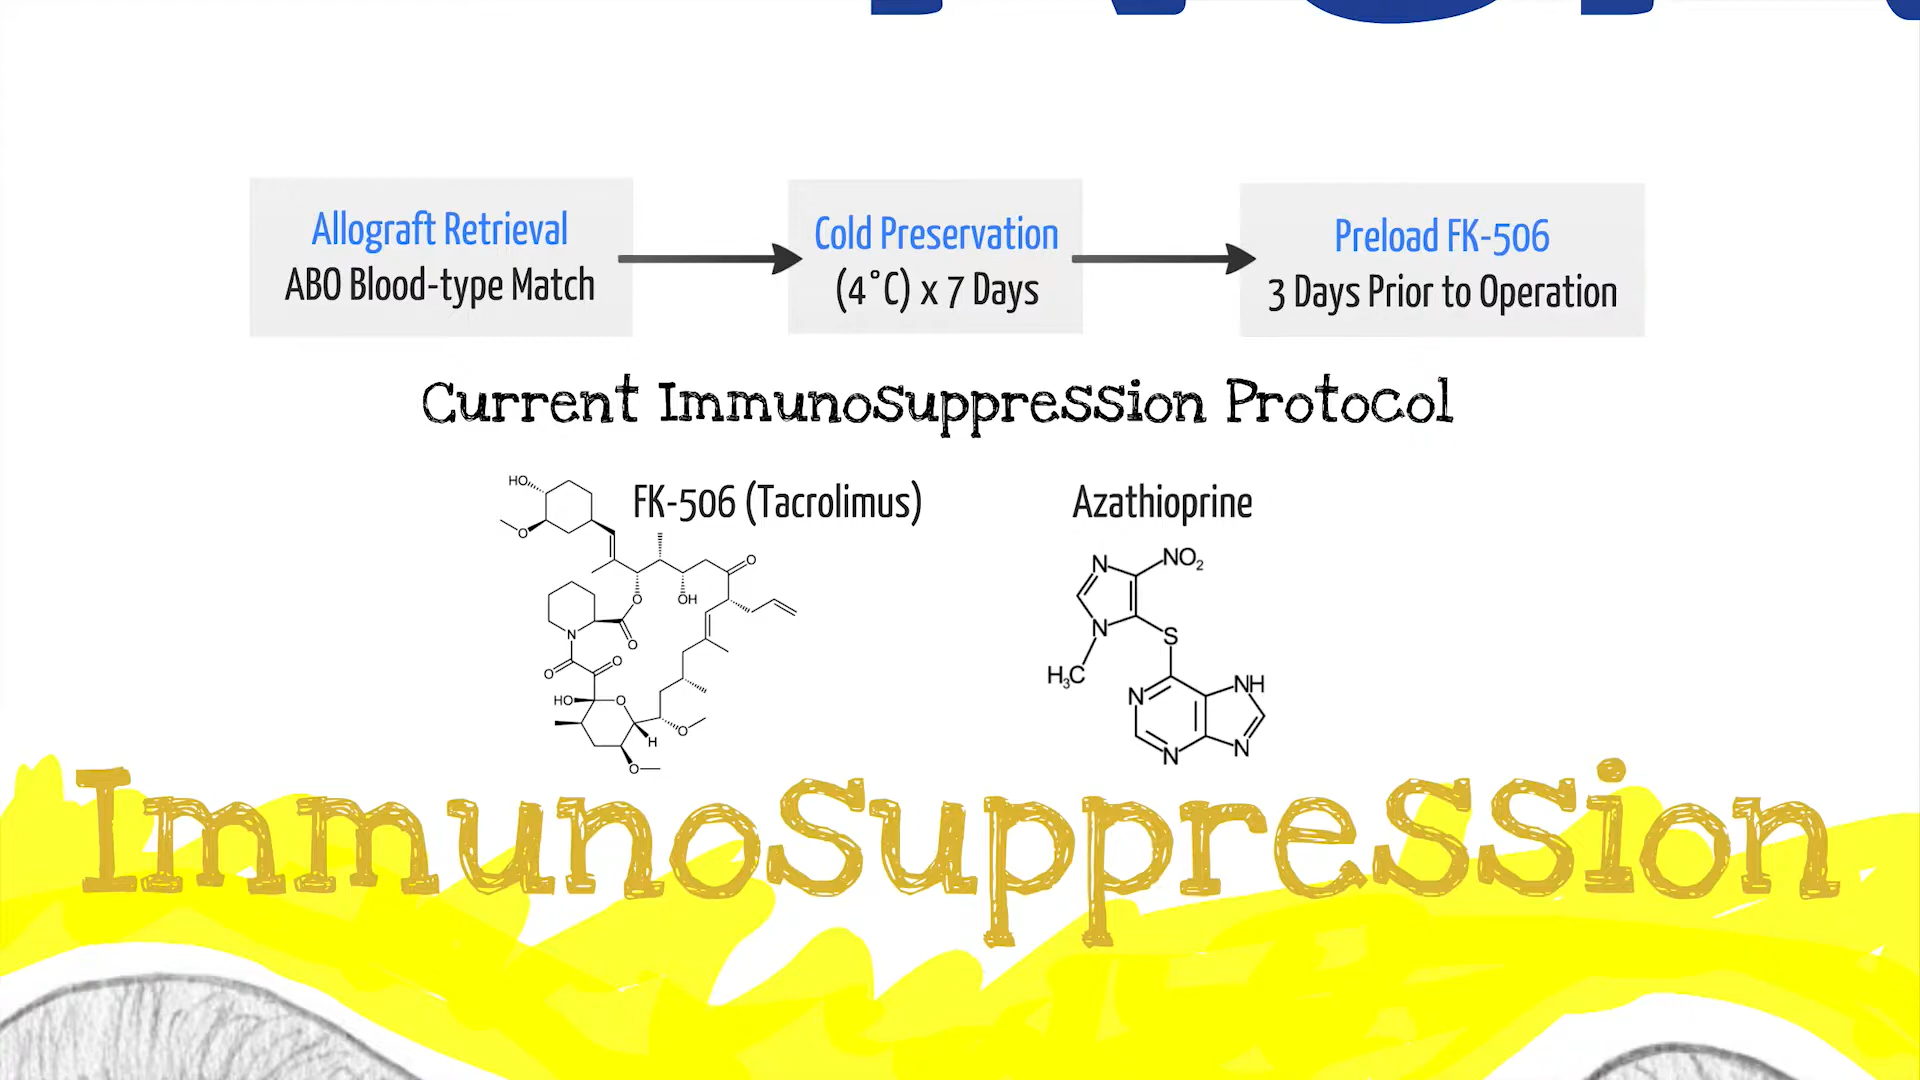 Allograft Retrieval
ABO Blood-type Match
Cold Preservation
(4°C) x 7 Days
Preload FK-506
3 Days Prior to Operation
Current Immunosuppression Protocol
FK-506 (Tacrolimus)
HO
O
O
OH
O
N
O
O
O
HO
O
H
O
O
Azathioprine
N
NO2
N
S
H3C
N
NH
N
N
Immunosuppression